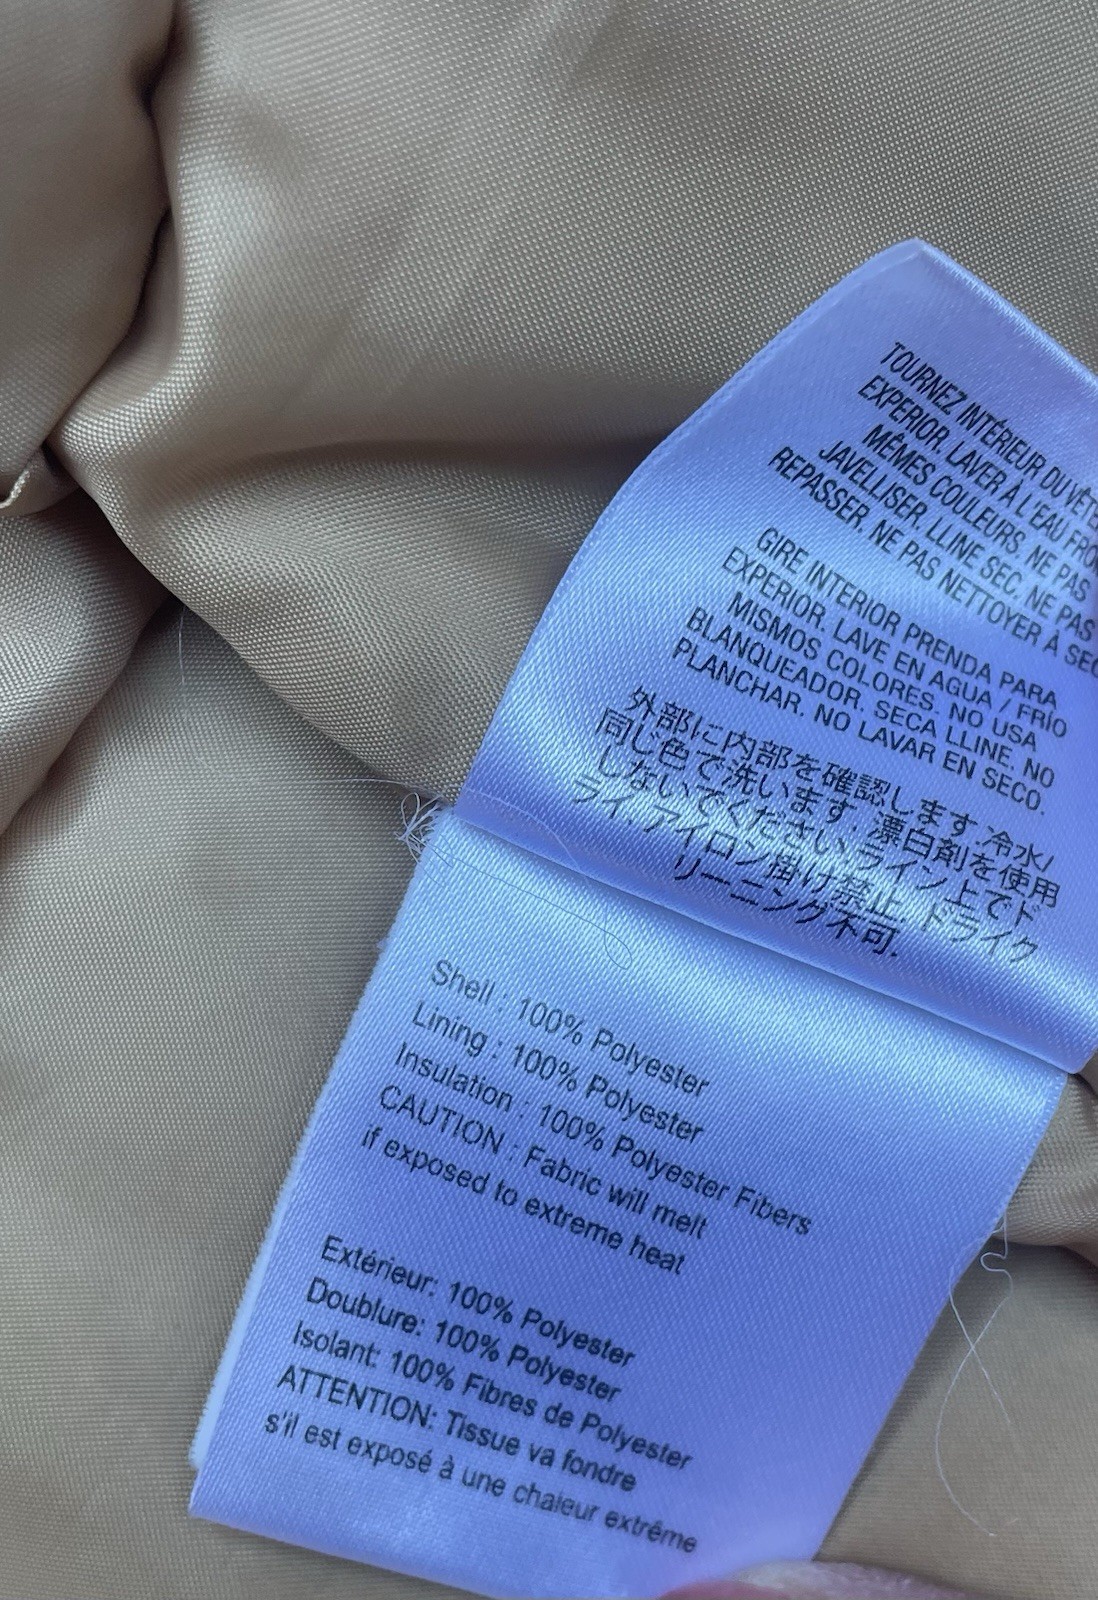 TOURNEZ INTÉRIEUR DU
EXPERIOR. LAVER À L'EAU
MÊMES COULEURS. NE PAS
JAVELLISER. LLINE SEC. NE PAS
REPASSER. NE PAS NETTOYER À
GIRE INTERIOR PRENDA PARA
EXPERIOR. LAVE EN AGUA / FRÍO
MISMOS COLORES. NO USA
BLANQUEADOR. SECA LLINE. NO
PLANCHAR. NO LAVAR EN SECO.
外部に内部を確認します.冷水/
同じ色で洗います. 漂白剤を使用
しないでください.ライン上でド
ライ アイロン掛け禁止. ドライク
リーニング不可.
Shell : 100% Polyester
Lining : 100% Polyester
Insulation : 100% Polyester Fibers
CAUTION : Fabric will melt
if exposed to extreme heat
Extérieur: 100% Polyester
Doublure: 100% Polyester
Isolant: 100% Fibres de Polyester
ATTENTION: Tissue va fondre
s'il est exposé à une chaleur extrême